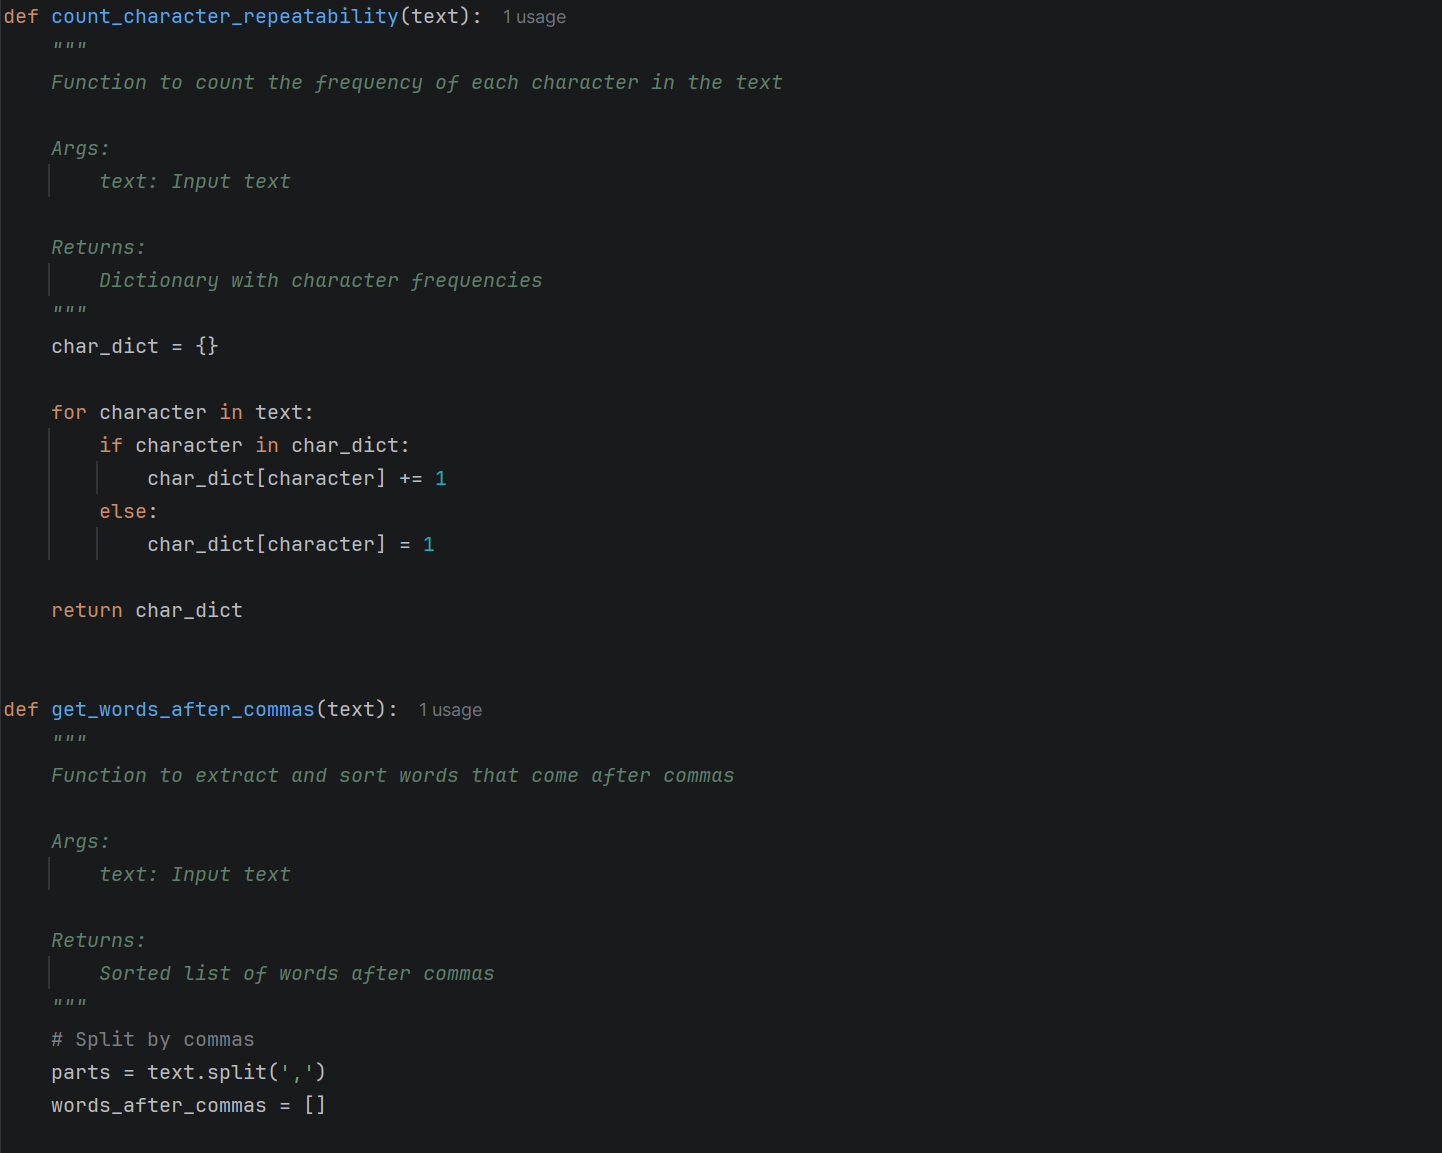 def count_character_repeatability(text): 1 usage
    """
    Function to count the frequency of each character in the text

    Args:
        text: Input text

    Returns:
        Dictionary with character frequencies
    """
    char_dict = {}

    for character in text:
        if character in char_dict:
            char_dict[character] += 1
        else:
            char_dict[character] = 1

    return char_dict


def get_words_after_commas(text): 1 usage
    """
    Function to extract and sort words that come after commas

    Args:
        text: Input text

    Returns:
        Sorted list of words after commas
    """
    # Split by commas
    parts = text.split(',')
    words_after_commas = []